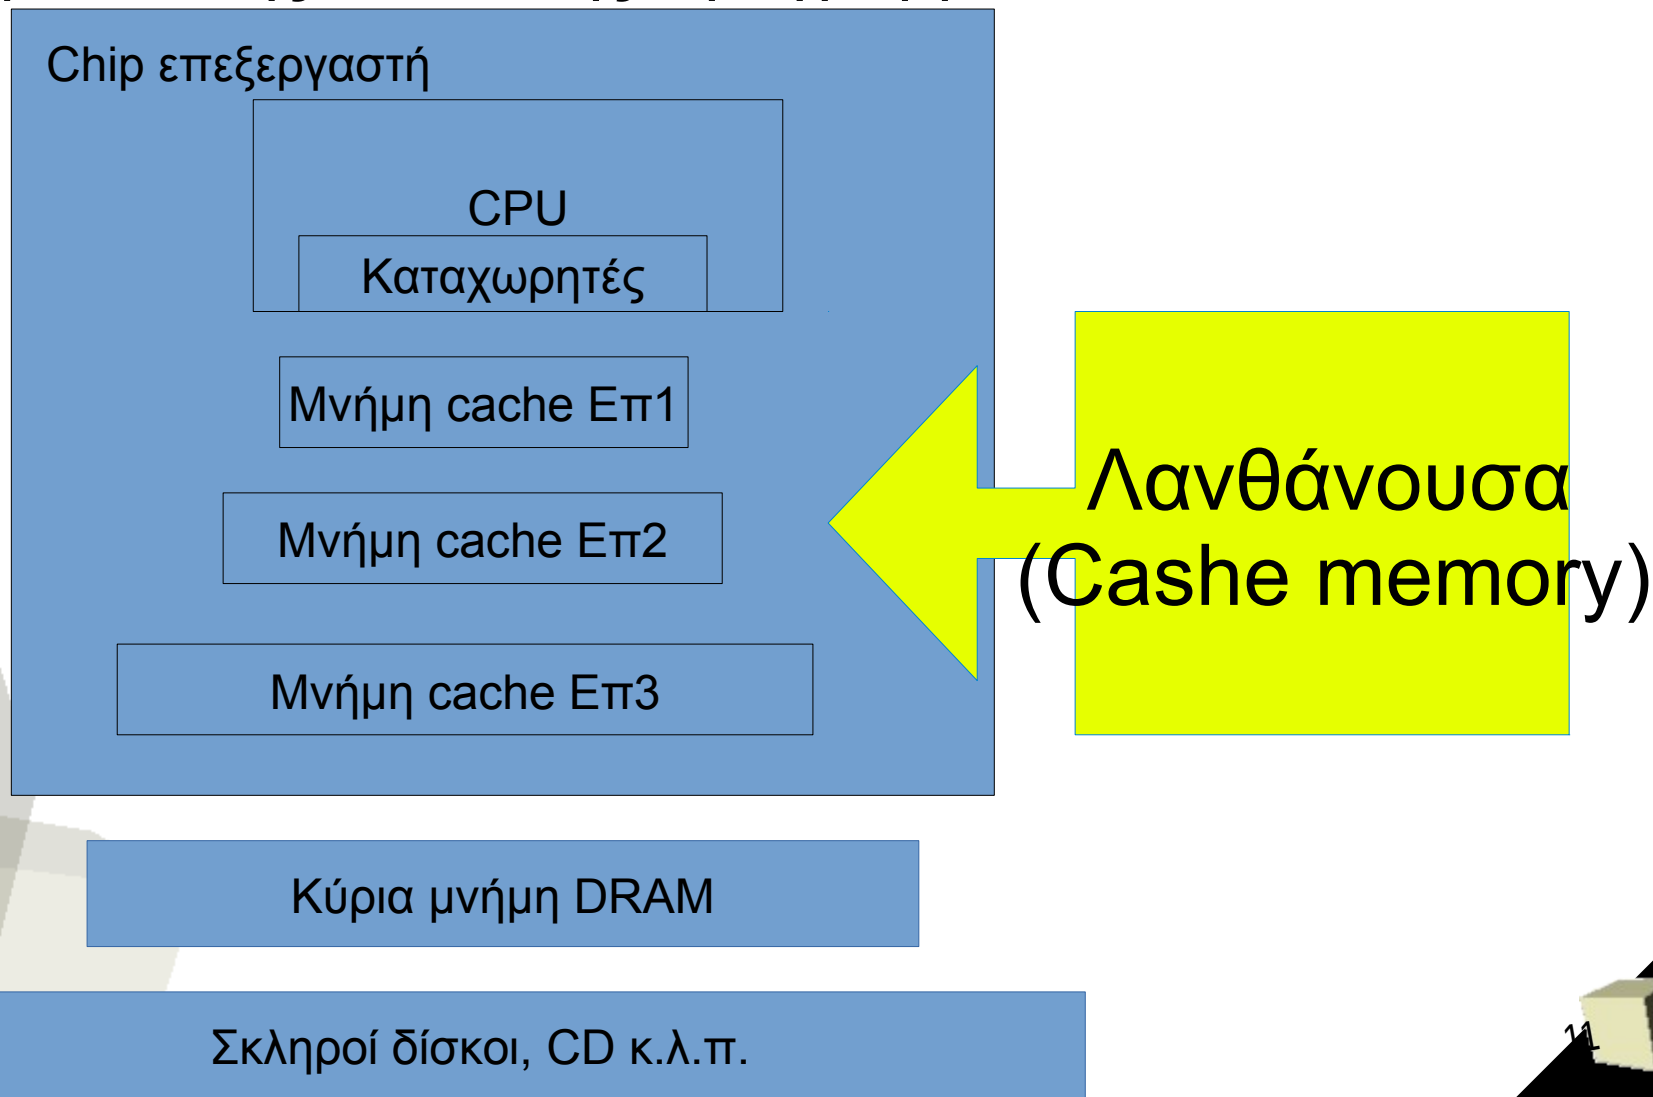 Chip επεξεργαστή
CPU
Καταχωρητές
Μνήμη cache Επ1
Μνήμη cache Επ2
Μνήμη cache Επ3
Λανθάνουσα
(Cashe memory)
Κύρια μνήμη DRAM
Σκληροί δίσκοι, CD κ.λ.π.
11